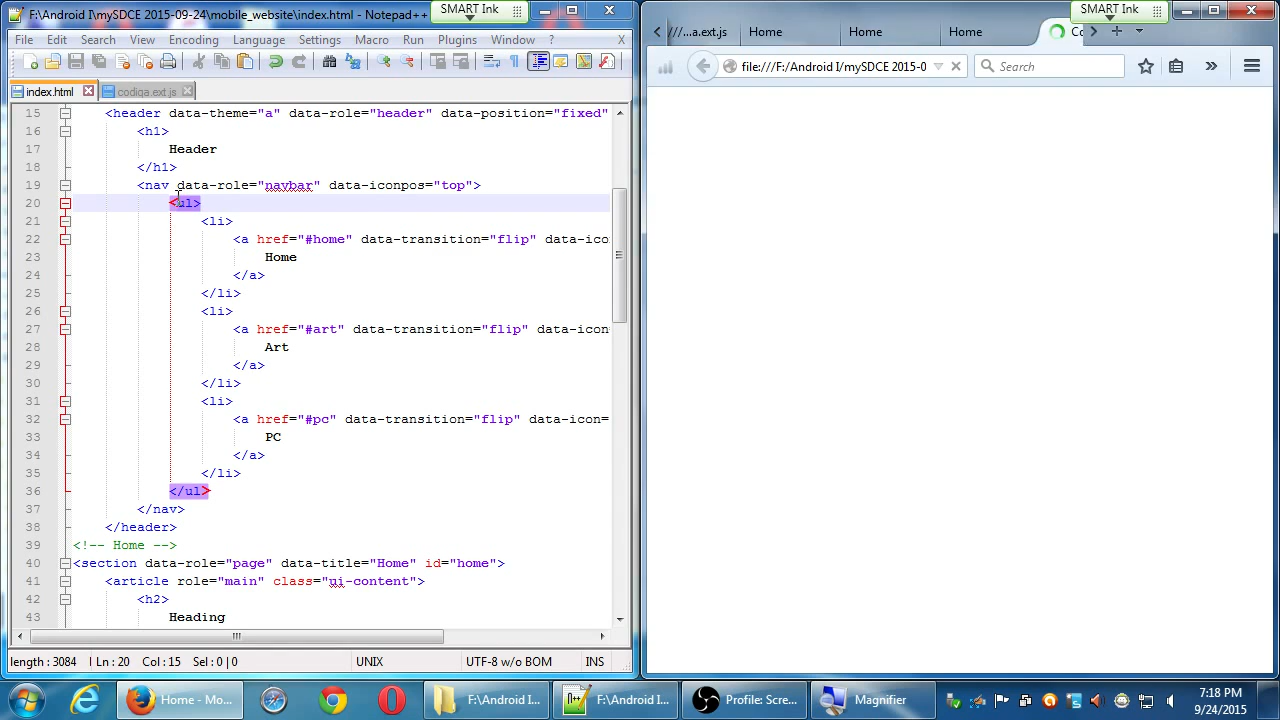 F:\Android I\mySDCE 2015-09-24\mobile_website\index.html - Notepad++
SMART Ink
File Edit Search View Encoding Language Settings Macro Run Plugins Window ? X
index.html
codiqa.ext.js
15 <header data-theme="a" data-role="header" data-position="fixed"
16 <h1>
17 Header
18 </h1>
19 <nav data-role="navbar" data-iconpos="top">
20 <ul>
21 <li>
22 <a href="#home" data-transition="flip" data-ico
23 Home
24 </a>
25 </li>
26 <li>
27 <a href="#art" data-transition="flip" data-icon
28 Art
29 </a>
30 </li>
31 <li>
32 <a href="#pc" data-transition="flip" data-icon=
33 PC
34 </a>
35 </li>
36 </ul>
37 </nav>
38 </header>
39 <!-- Home -->
40 <section data-role="page" data-title="Home" id="home">
41 <article role="main" class="ui-content">
42 <h2>
43 Heading
length : 3084 Ln : 20 Col : 15 Sel : 0 | 0 UNIX UTF-8 w/o BOM INS
SMART Ink
///...a.ext.js Home Home Home Co
file:///F:/Android I/mySDCE 2015-0
Search
Home - Mo...
F:\Android I...
F:\Android I...
Profile: Scre...
Magnifier
7:18 PM
9/24/2015